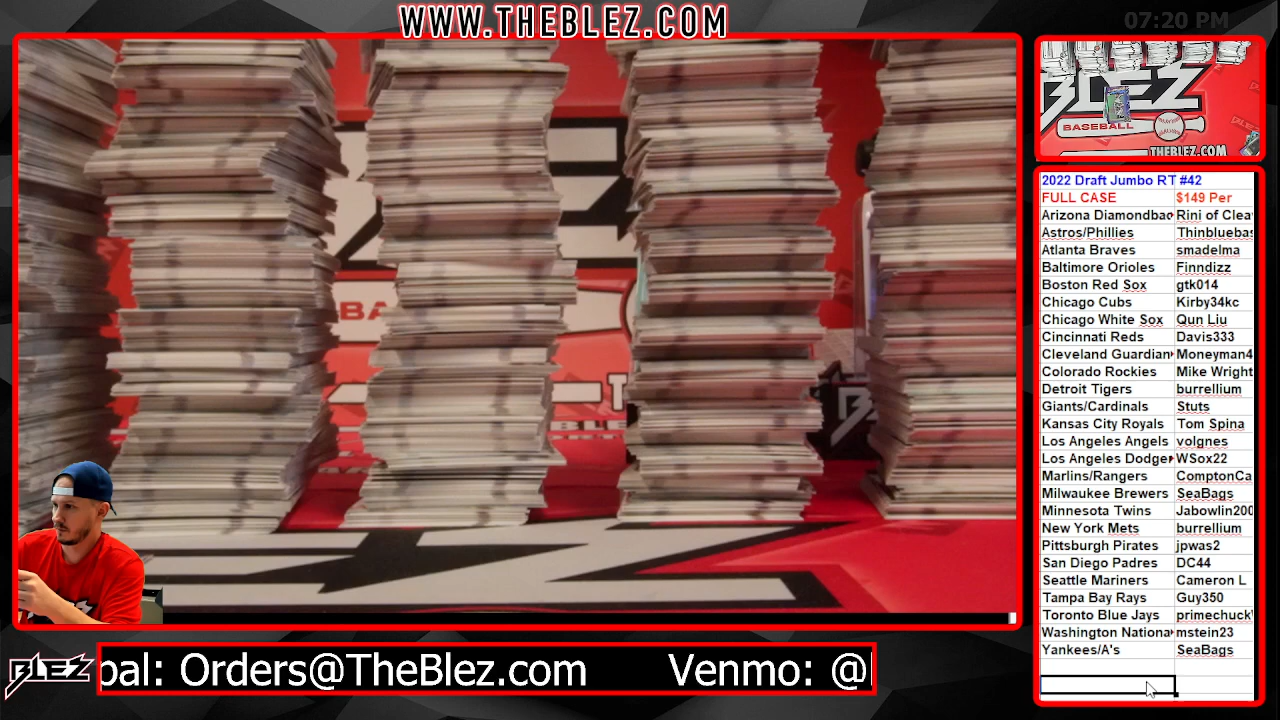 WWW.THEBLEZ.COM
07:20 PM
BLEZ
BASEBALL
THEBLEZ.COM
2022 Draft Jumbo RT #42
FULL CASE $149 Per
Arizona Diamondbac Rini of Clea
Astros/Phillies Thinbluebas
Atlanta Braves smadelma
Baltimore Orioles Finndizz
Boston Red Sox gtk014
Chicago Cubs Kirby34kc
Chicago White Sox Qun Liu
Cincinnati Reds Davis333
Cleveland Guardian Moneyman4
Colorado Rockies Mike Wright
Detroit Tigers burrellium
Giants/Cardinals Stuts
Kansas City Royals Tom Spina
Los Angeles Angels volgnes
Los Angeles Dodger WSox22
Marlins/Rangers ComptonCa
Milwaukee Brewers SeaBags
Minnesota Twins Jabowlin200
New York Mets burrellium
Pittsburgh Pirates jpwas2
San Diego Padres DC44
Seattle Mariners Cameron L
Tampa Bay Rays Guy350
Toronto Blue Jays primechuck
Washington Nationa mstein23
Yankees/A's SeaBags
BA
BLEZ
pal: Orders@TheBlez.com Venmo: @